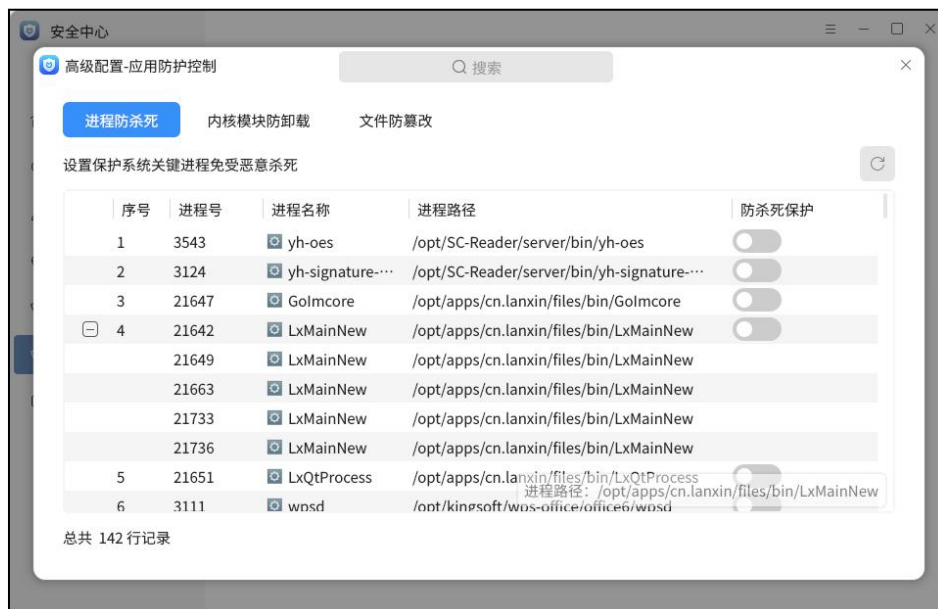 安全中心
高级配置-应用防护控制
搜索
进程防杀死 内核模块防卸载 文件防篡改
设置保护系统关键进程免受恶意杀死
序号 进程号 进程名称 进程路径 防杀死保护
1 3543 yh-oes /opt/SC-Reader/server/bin/yh-oes
2 3124 yh-signature-··· /opt/SC-Reader/server/bin/yh-signature-···
3 21647 GoImcore /opt/apps/cn.lanxin/files/bin/GoImcore
4 21642 LxMainNew /opt/apps/cn.lanxin/files/bin/LxMainNew
21649 LxMainNew /opt/apps/cn.lanxin/files/bin/LxMainNew
21663 LxMainNew /opt/apps/cn.lanxin/files/bin/LxMainNew
21733 LxMainNew /opt/apps/cn.lanxin/files/bin/LxMainNew
21736 LxMainNew /opt/apps/cn.lanxin/files/bin/LxMainNew
5 21651 LxQtProcess /opt/apps/cn.lanxin/files/bin/LxQtProcess
进程路径：/opt/apps/cn.lanxin/files/bin/LxMainNew
6 3111 wpsd /opt/kingsoft/wps-office/office6/wpsd
总共 142 行记录